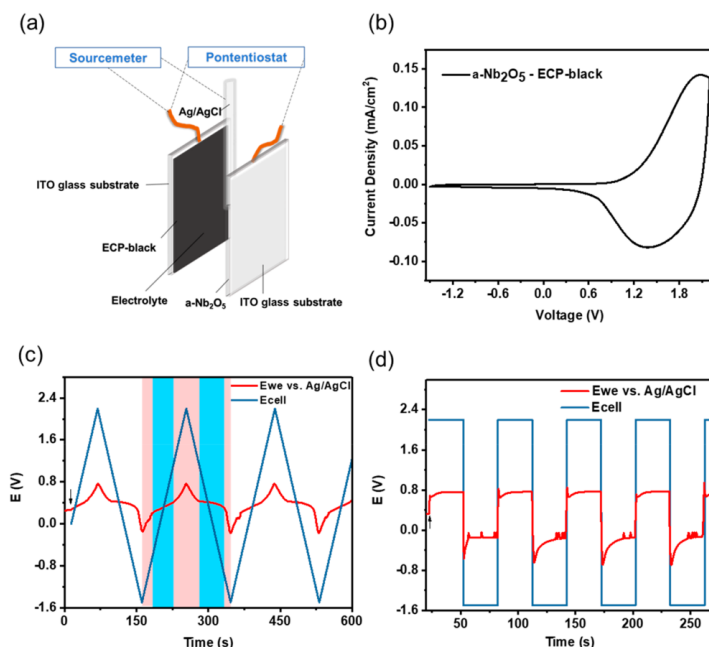 (a)
Sourcemeter
Pontentiostat
Ag/AgCl
ITO glass substrate
ECP-black
Electrolyte
a-Nb2O5
ITO glass substrate
(b)
a-Nb2O5 - ECP-black
Current Density (mA/cm2)
0.15
0.10
0.05
0.00
-0.05
-0.10
-1.2 -0.6 0.0 0.6 1.2 1.8
Voltage (V)
(c)
Ewe vs. Ag/AgCl
Ecell
E (V)
2.4
1.6
0.8
0.0
-0.8
-1.6
0 150 300 450 600
Time (s)
(d)
Ewe vs. Ag/AgCl
Ecell
E (V)
2.4
1.6
0.8
0.0
-0.8
-1.6
50 100 150 200
Time (s)